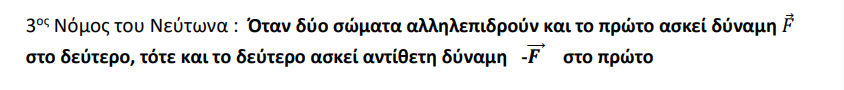 3ος Νόμος του Νεύτωνα : Όταν δύο σώματα αλληλεπιδρούν και το πρώτο ασκεί δύναμη F⃗
στο δεύτερο, τότε και το δεύτερο ασκεί αντίθετη δύναμη -F⃗ στο πρώτο